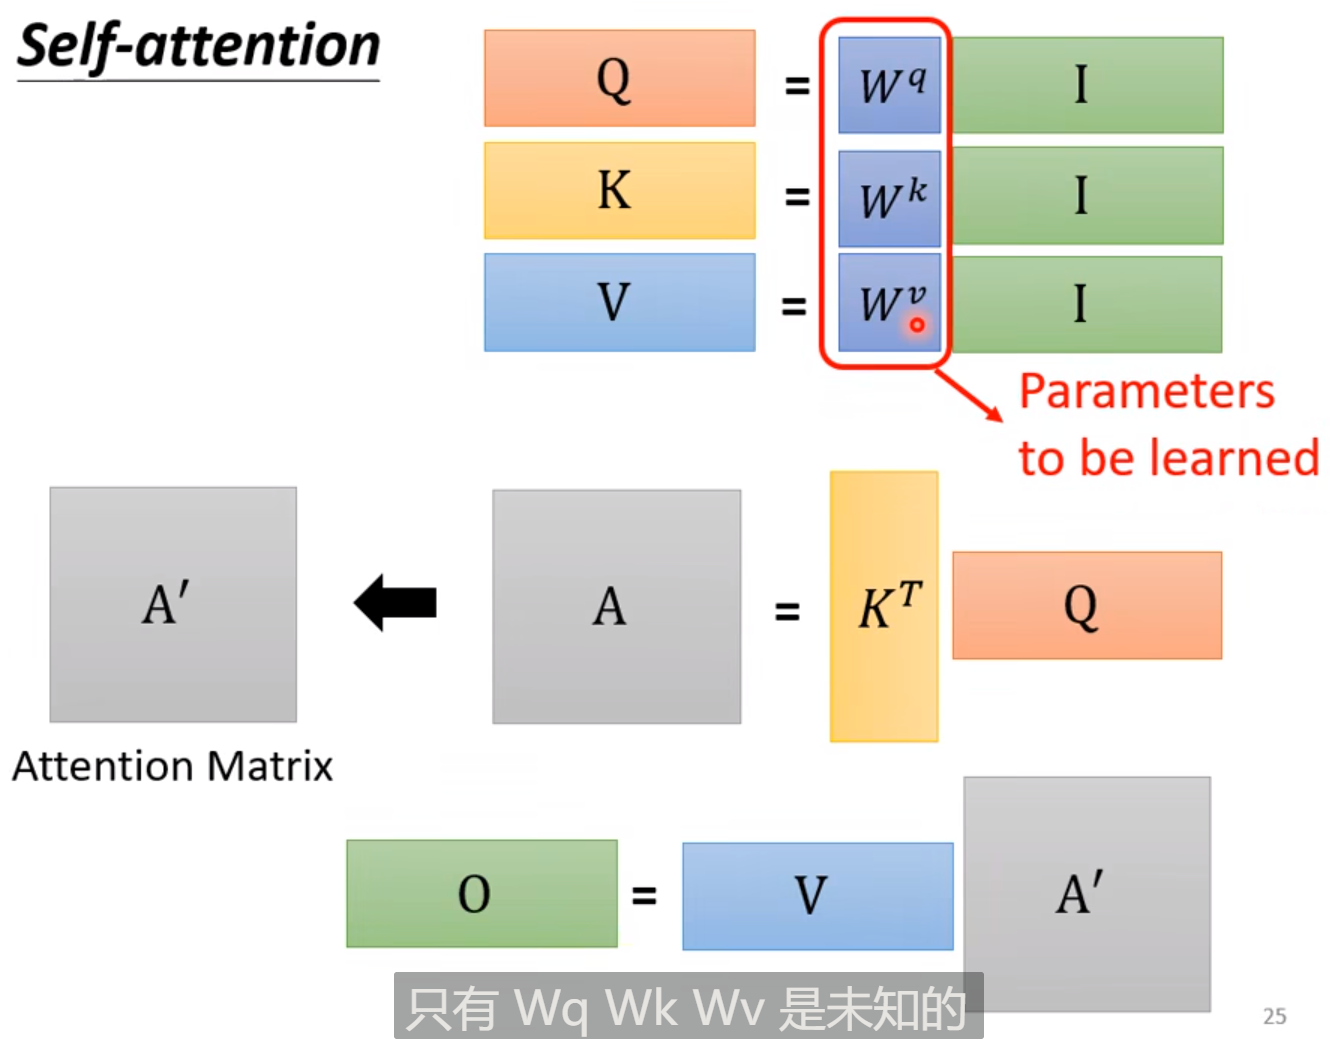 Self-attention
Q = W^q I
K = W^k I
V = W^v I
Parameters
to be learned
A′ A = K^T Q
Attention Matrix
O = V A′
只有 Wq Wk Wv 是未知的
25